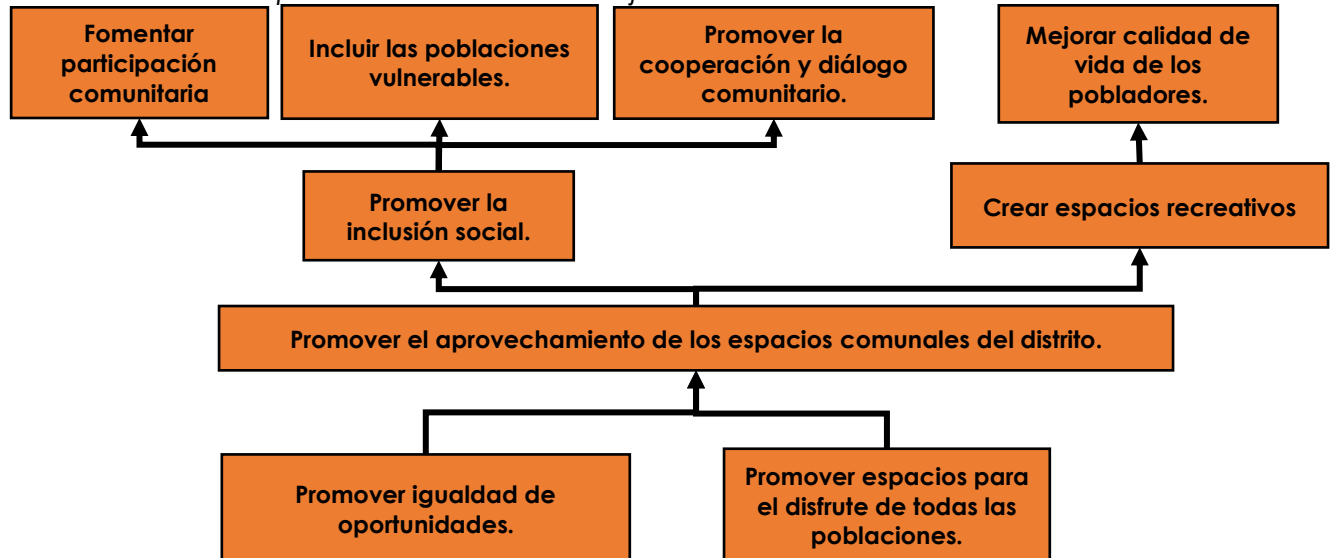 Fomentar
participación
comunitaria
Incluir las poblaciones
vulnerables.
Promover la
cooperación y diálogo
comunitario.
Mejorar calidad de
vida de los
pobladores.
Promover la
inclusión social.
Crear espacios recreativos
Promover el aprovechamiento de los espacios comunales del distrito.
Promover igualdad de
oportunidades.
Promover espacios para
el disfrute de todas las
poblaciones.